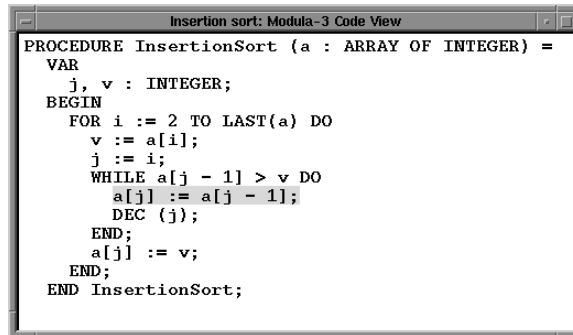 Insertion sort: Modula-3 Code View
PROCEDURE InsertionSort (a : ARRAY OF INTEGER) =
  VAR
    j, v : INTEGER;
  BEGIN
    FOR i := 2 TO LAST(a) DO
      v := a[i];
      j := i;
      WHILE a[j - 1] > v DO
        a[j] := a[j - 1];
        DEC (j);
      END;
      a[j] := v;
    END;
  END InsertionSort;